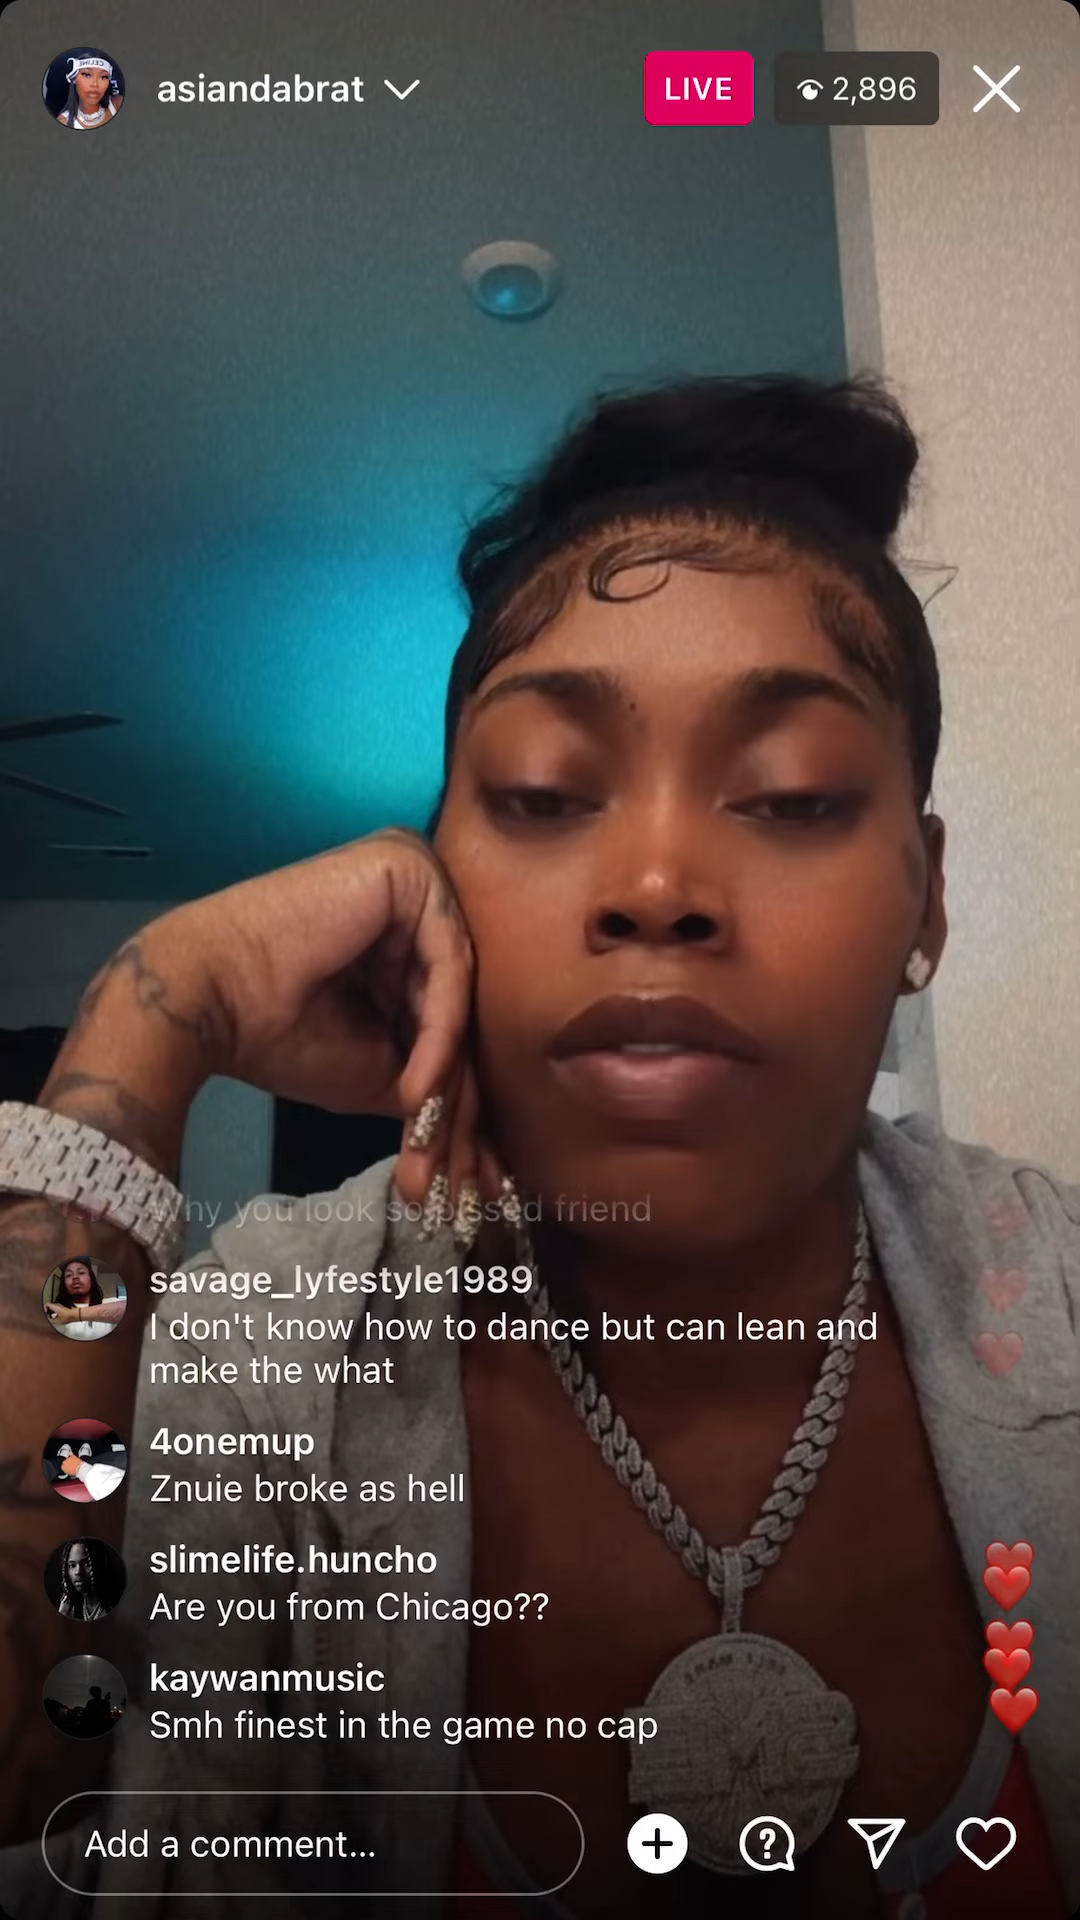 asiandabrat
LIVE
2,896
Why you look so pissed friend
savage_lyfestyle1989
I don't know how to dance but can lean and
make the what
4onemup
Znuie broke as hell
slimelife.huncho
Are you from Chicago??
kaywanmusic
Smh finest in the game no cap
Add a comment...